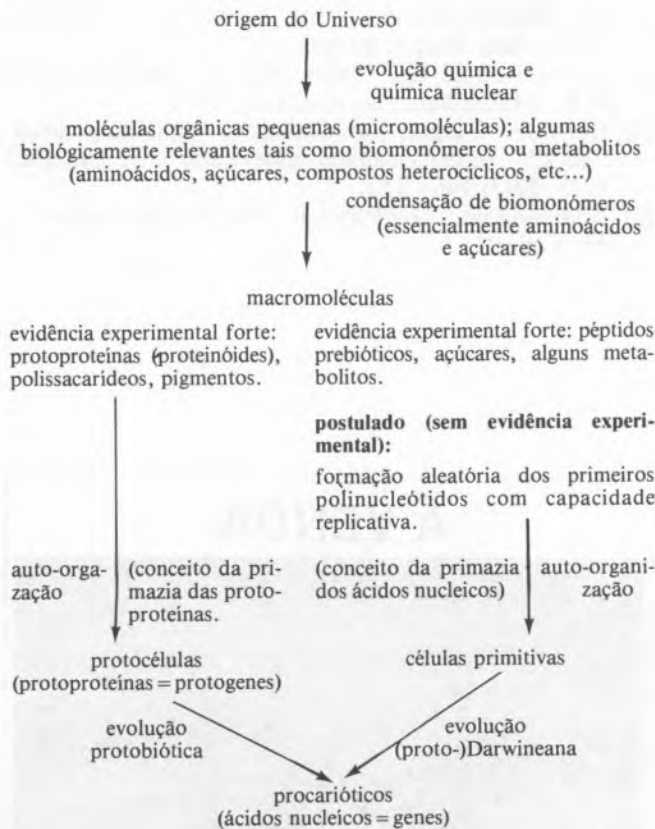 origem do Universo
evolução química e
química nuclear
moléculas orgânicas pequenas (micromoléculas); algumas
biológicamente relevantes tais como biomonómeros ou metabolitos
(aminoácidos, açúcares, compostos heterocíclicos, etc...)
condensação de biomonómeros
(essencialmente aminoácidos
e açúcares)
macromoléculas
evidência experimental forte:
protoproteínas (proteinóides),
polissacarídeos, pigmentos.
evidência experimental forte: péptidos
prebióticos, açúcares, alguns meta-
bolitos.
postulado (sem evidência experi-
mental):
formação aleatória dos primeiros
polinucleótidos com capacidade
replicativa.
auto-orga-
zação
(conceito da pri-
mazia das proto-
proteínas.
(conceito da primazia
dos ácidos nucleicos)
auto-organi-
zação
protocélulas
(protoproteínas = protogenes)
células primitivas
evolução
protobiótica
evolução
(proto-)Darwineana
procarióticos
(ácidos nucleicos = genes)